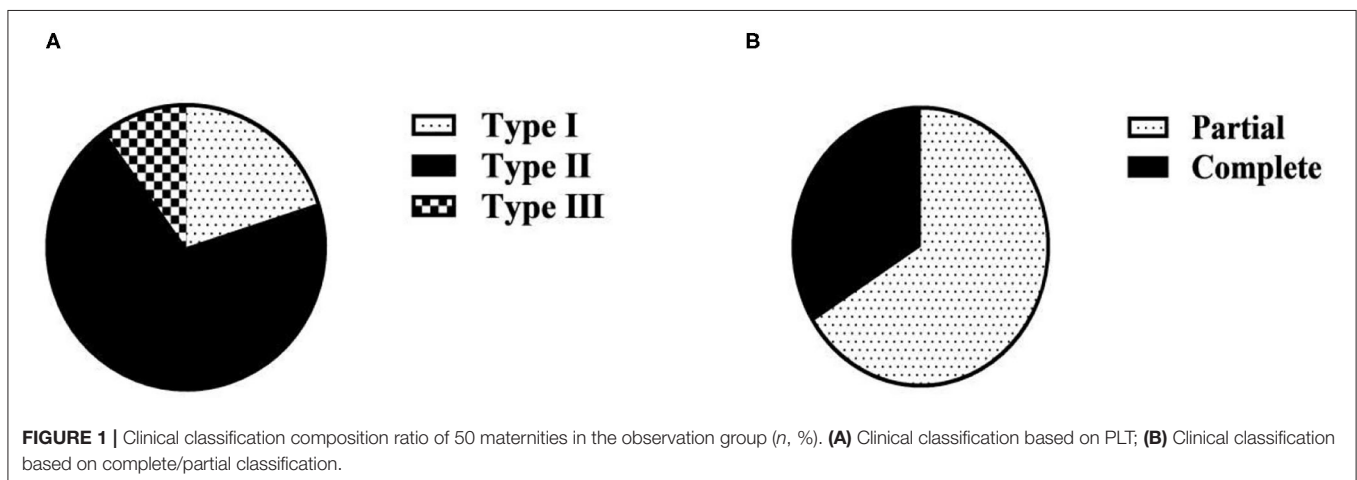 A
Type I
Type II
Type III
B
Partial
Complete
FIGURE 1 | Clinical classification composition ratio of 50 maternities in the observation group (n, %). (A) Clinical classification based on PLT; (B) Clinical classification
based on complete/partial classification.